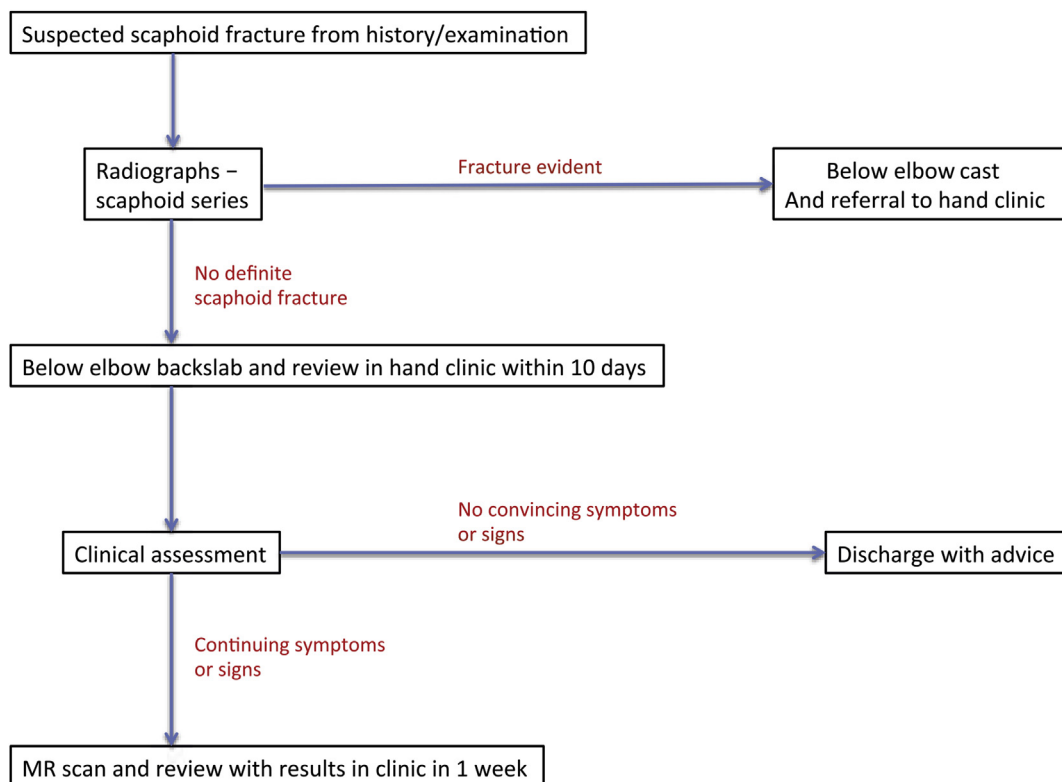 Suspected scaphoid fracture from history/examination
Radiographs –
scaphoid series
Fracture evident
Below elbow cast
And referral to hand clinic
No definite
scaphoid fracture
Below elbow backslab and review in hand clinic within 10 days
Clinical assessment
No convincing symptoms
or signs
Discharge with advice
Continuing symptoms
or signs
MR scan and review with results in clinic in 1 week